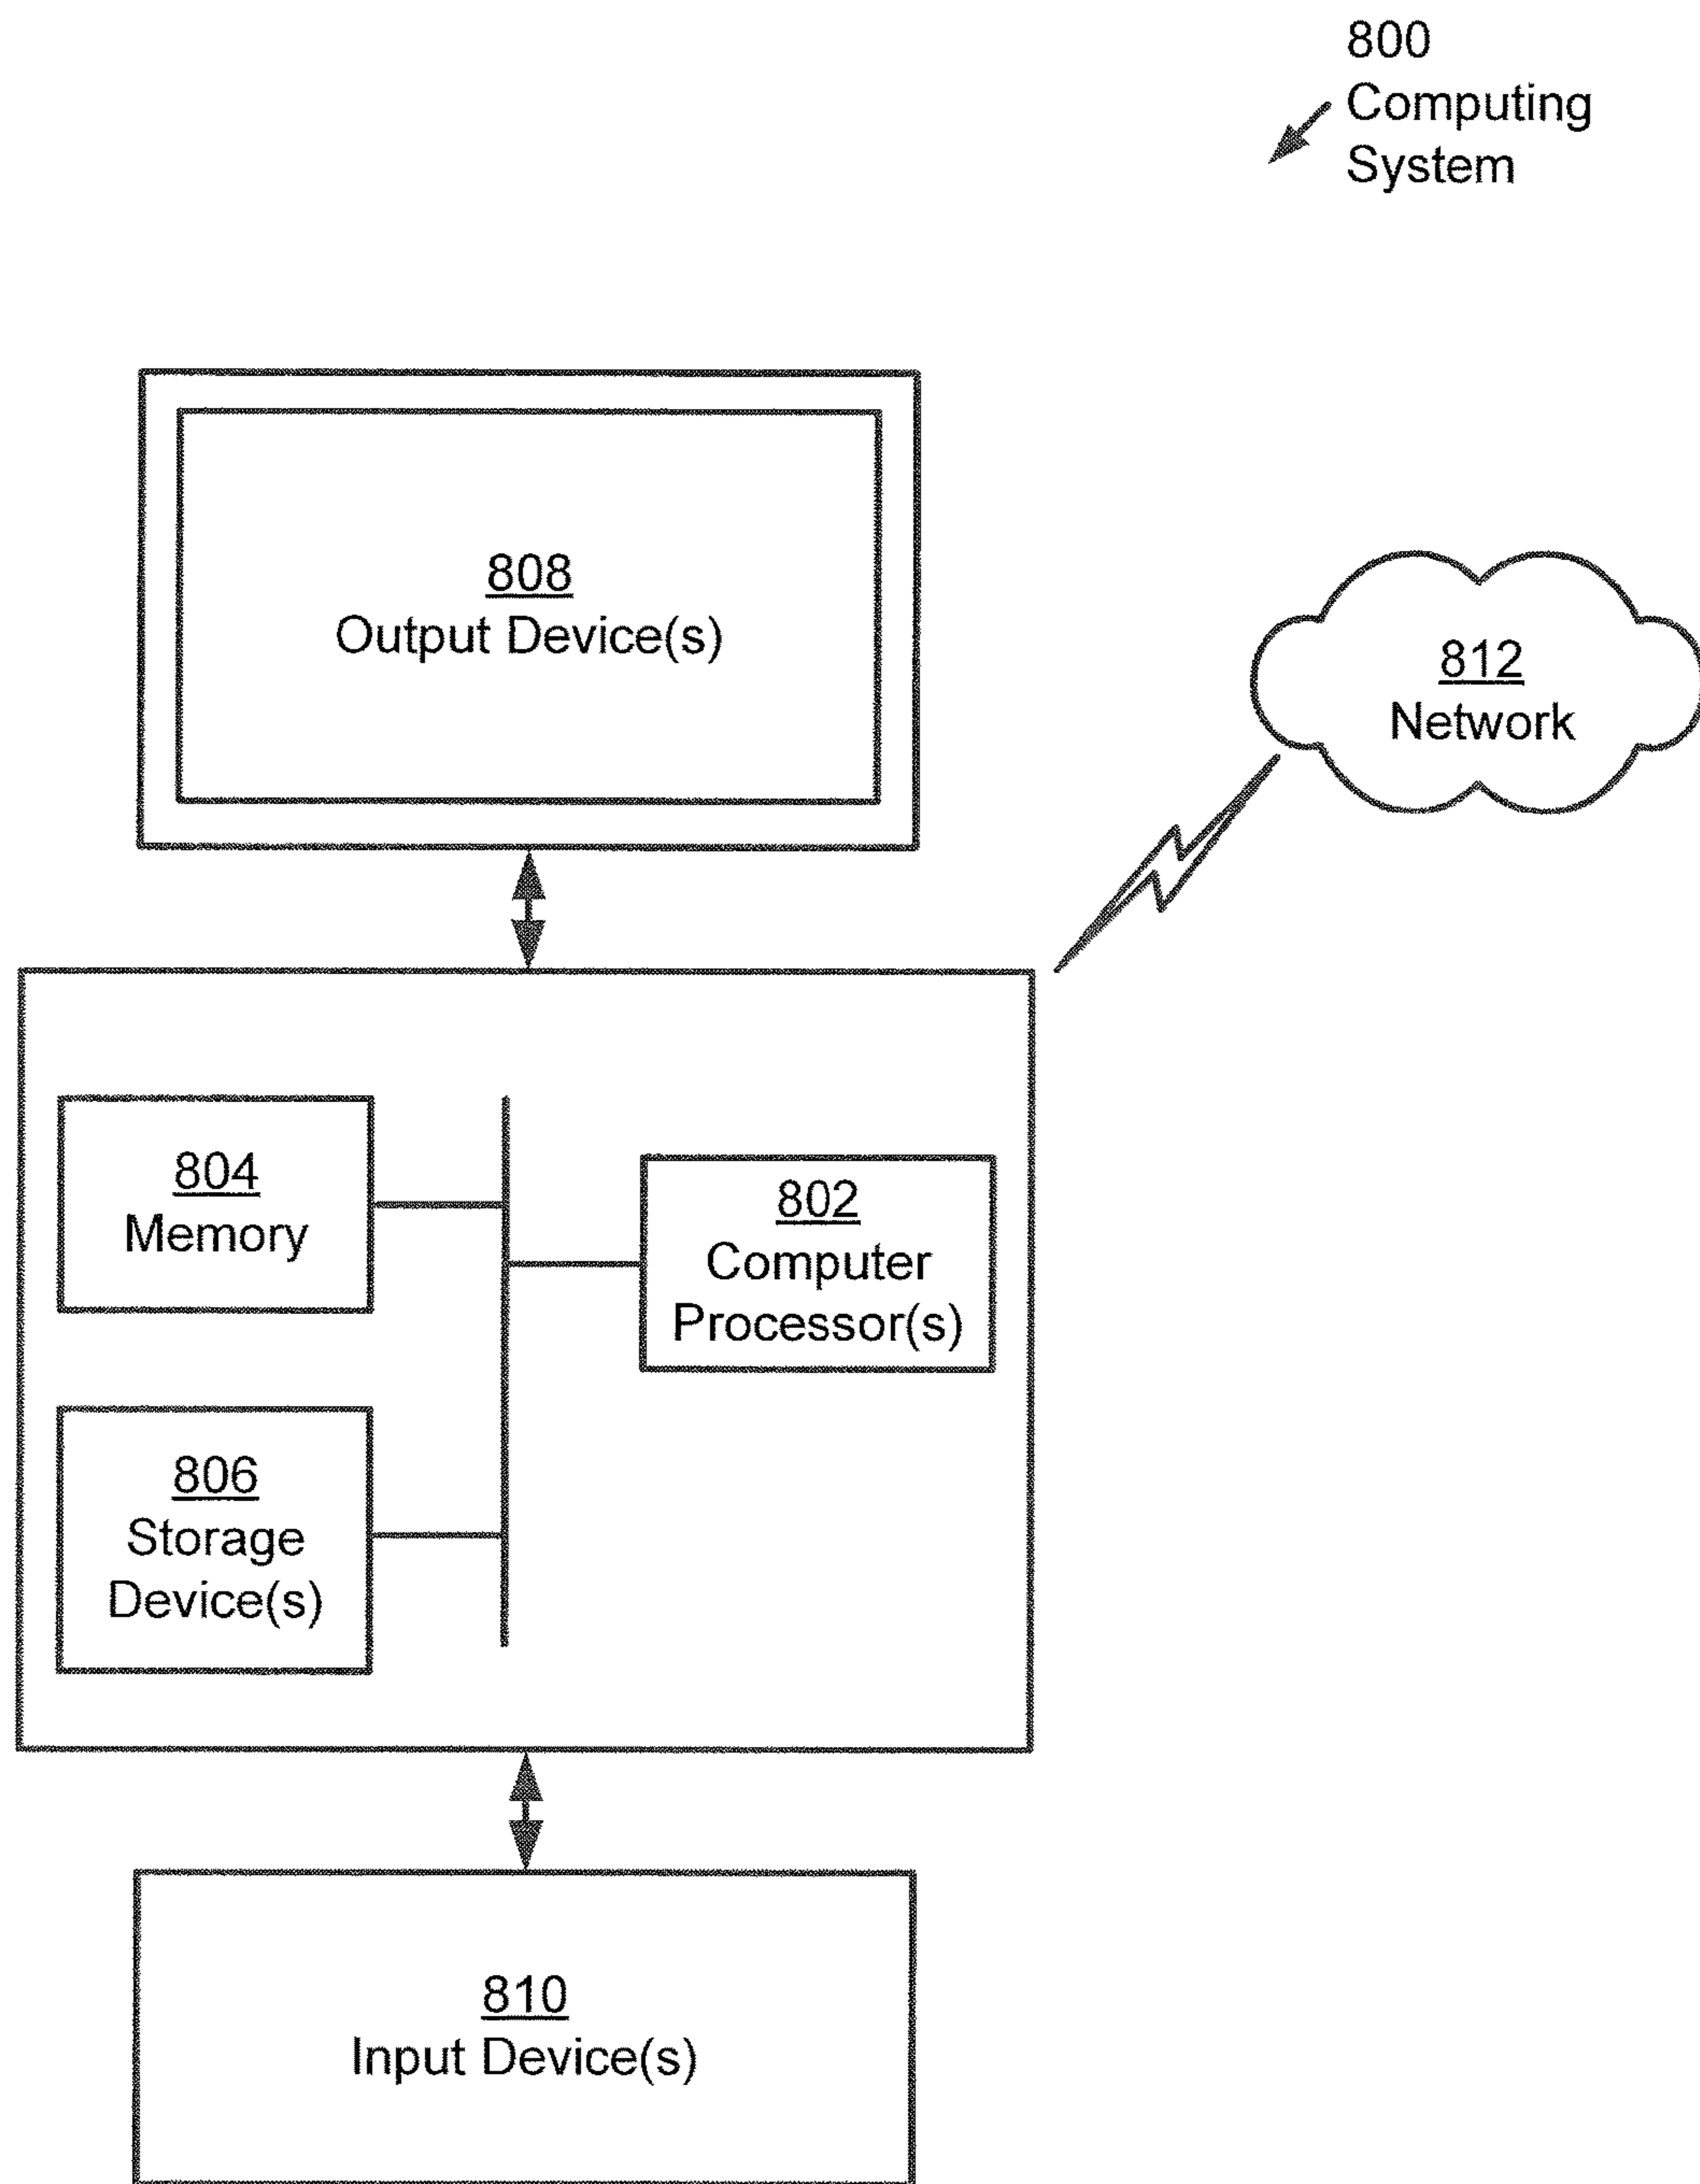 800
Computing
System
808
Output Device(s)
812
Network
804
Memory
802
Computer
Processor(s)
806
Storage
Device(s)
810
Input Device(s)